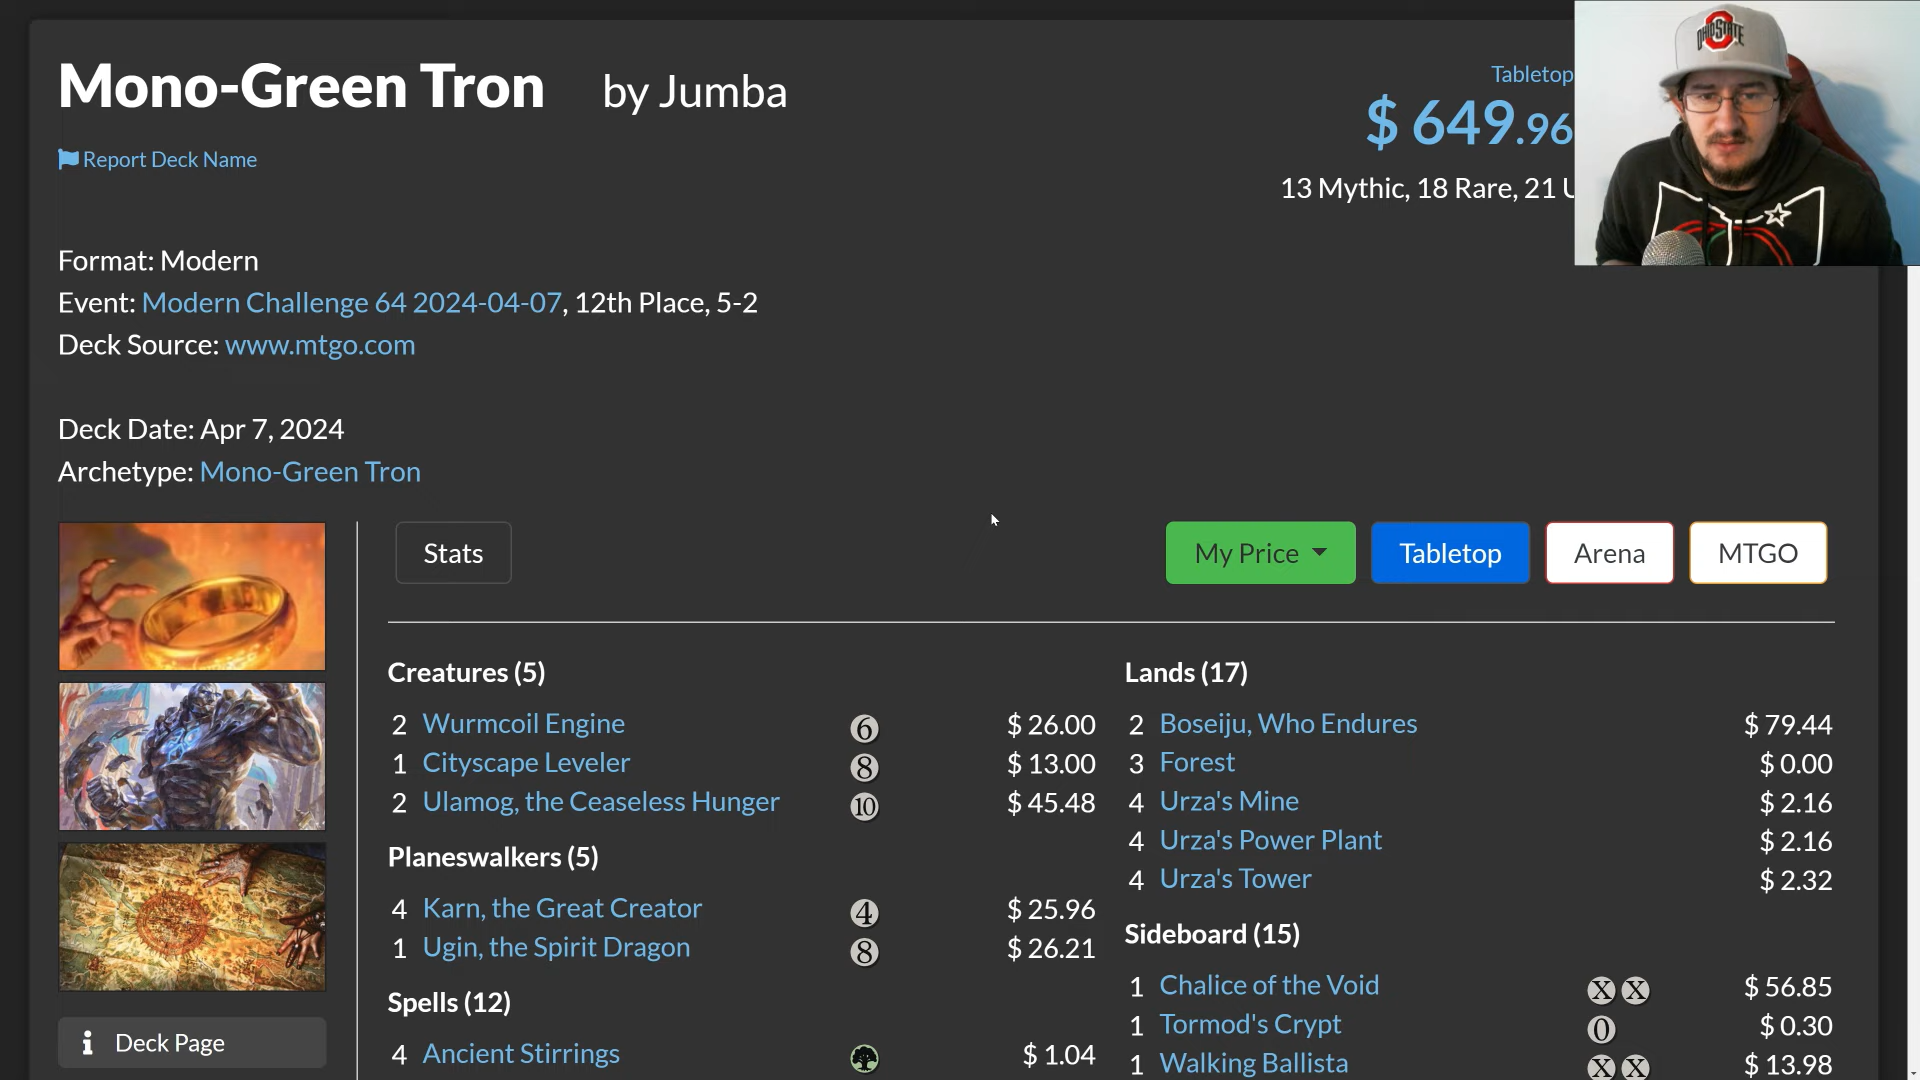 Mono-Green Tron by Jumba
Report Deck Name
Tabletop
$ 649.96
13 Mythic, 18 Rare, 21 U
OHIO STATE
Format: Modern
Event: Modern Challenge 64 2024-04-07, 12th Place, 5-2
Deck Source: www.mtgo.com
Deck Date: Apr 7, 2024
Archetype: Mono-Green Tron
Stats
My Price
Tabletop
Arena
MTGO
Creatures (5)
2 Wurmcoil Engine 6 $ 26.00
1 Cityscape Leveler 8 $ 13.00
2 Ulamog, the Ceaseless Hunger 10 $ 45.48
Planeswalkers (5)
4 Karn, the Great Creator 4 $ 25.96
1 Ugin, the Spirit Dragon 8 $ 26.21
Spells (12)
4 Ancient Stirrings $ 1.04
Lands (17)
2 Boseiju, Who Endures $ 79.44
3 Forest $ 0.00
4 Urza's Mine $ 2.16
4 Urza's Power Plant $ 2.16
4 Urza's Tower $ 2.32
Sideboard (15)
1 Chalice of the Void X X $ 56.85
1 Tormod's Crypt 0 $ 0.30
1 Walking Ballista X X $ 13.98
Deck Page